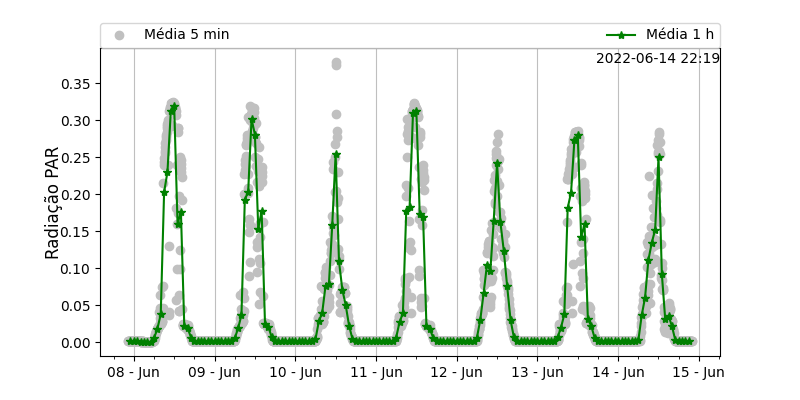 Média 5 min
Média 1 h
2022-06-14 22:19
Radiação PAR
0.35
0.30
0.25
0.20
0.15
0.10
0.05
0.00
08 - Jun
09 - Jun
10 - Jun
11 - Jun
12 - Jun
13 - Jun
14 - Jun
15 - Jun